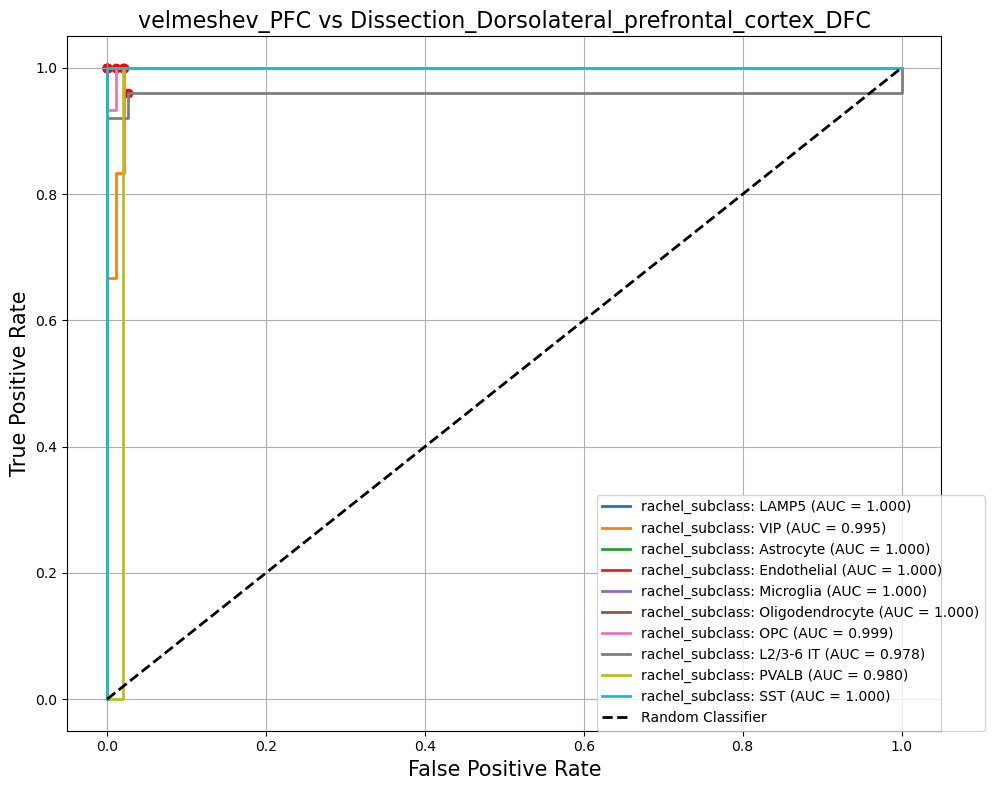 velmeshev_PFC vs Dissection_Dorsolateral_prefrontal_cortex_DFC
True Positive Rate
1.0
0.8
0.6
0.4
0.2
0.0
0.0 0.2 0.4 0.6 0.8 1.0
False Positive Rate
rachel_subclass: LAMP5 (AUC = 1.000)
rachel_subclass: VIP (AUC = 0.995)
rachel_subclass: Astrocyte (AUC = 1.000)
rachel_subclass: Endothelial (AUC = 1.000)
rachel_subclass: Microglia (AUC = 1.000)
rachel_subclass: Oligodendrocyte (AUC = 1.000)
rachel_subclass: OPC (AUC = 0.999)
rachel_subclass: L2/3-6 IT (AUC = 0.978)
rachel_subclass: PVALB (AUC = 0.980)
rachel_subclass: SST (AUC = 1.000)
Random Classifier